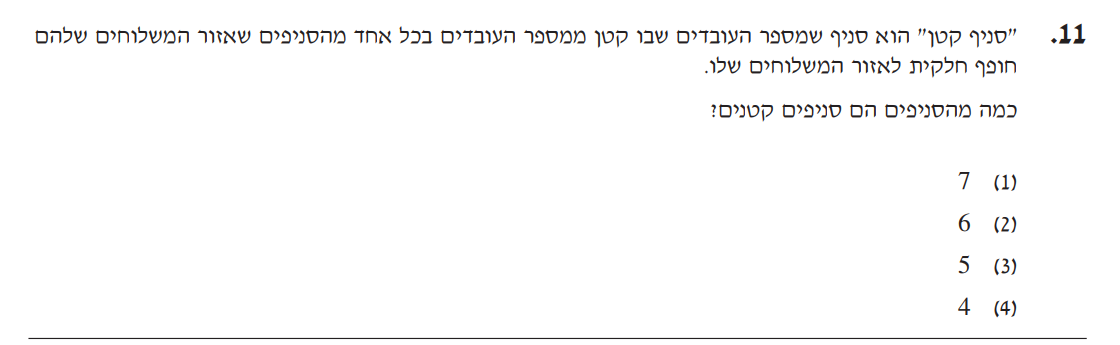 11. "סניף קטן" הוא סניף שמספר העובדים שבו קטן ממספר העובדים בכל אחד מהסניפים שאזור המשלוחים שלהם
חופף חלקית לאזור המשלוחים שלו.
כמה מהסניפים הם סניפים קטנים?
(1) 7
(2) 6
(3) 5
(4) 4